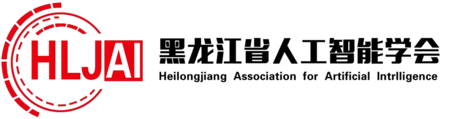 HLJAI
黑龙江省人工智能学会
Heilongjiang Association for Artificial Intrlligence